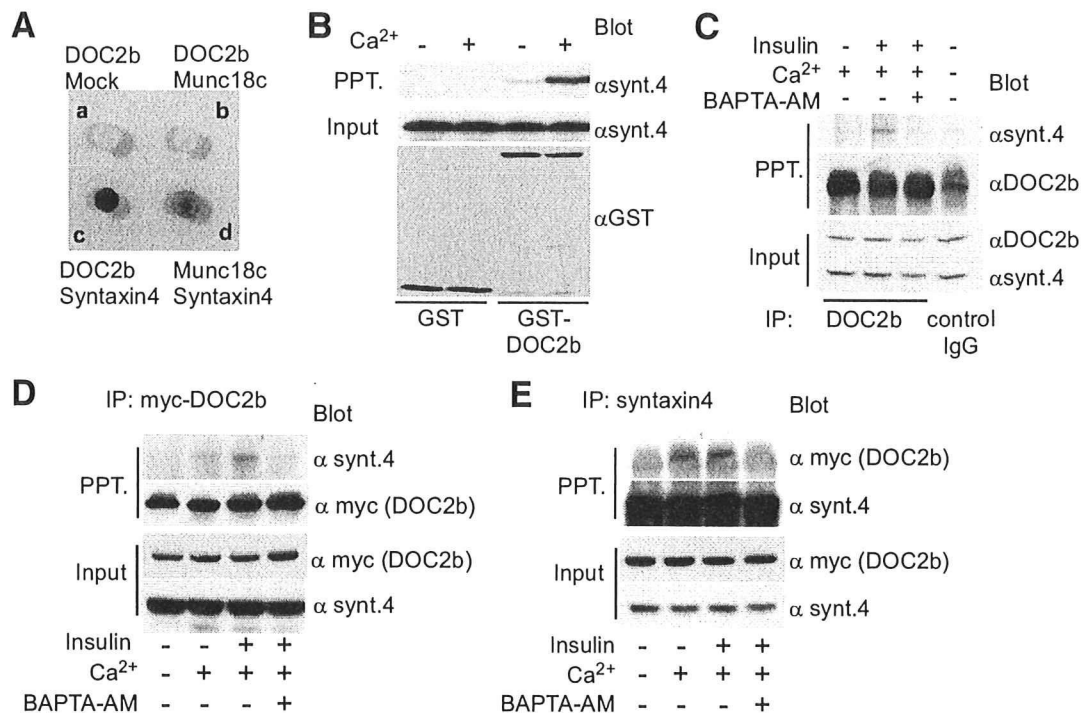 A
DOC2b DOC2b
Mock Munc18c
a b
c d
DOC2b Munc18c
Syntaxin4 Syntaxin4
B
Ca2+ - + - + Blot
PPT. αsynt.4
Input αsynt.4
αGST
GST GST-
DOC2b
C
Insulin - + + -
Ca2+ + + + -
BAPTA-AM - - + - Blot
PPT. αsynt.4
αDOC2b
Input αDOC2b
αsynt.4
IP: DOC2b control
IgG
D
IP: myc-DOC2b Blot
PPT. α synt.4
α myc (DOC2b)
Input α myc (DOC2b)
α synt.4
Insulin - - + +
Ca2+ - + + +
BAPTA-AM - - - +
E
IP: syntaxin4 Blot
PPT. α myc (DOC2b)
α synt.4
Input α myc (DOC2b)
α synt.4
Insulin - - + +
Ca2+ - + + +
BAPTA-AM - - - +